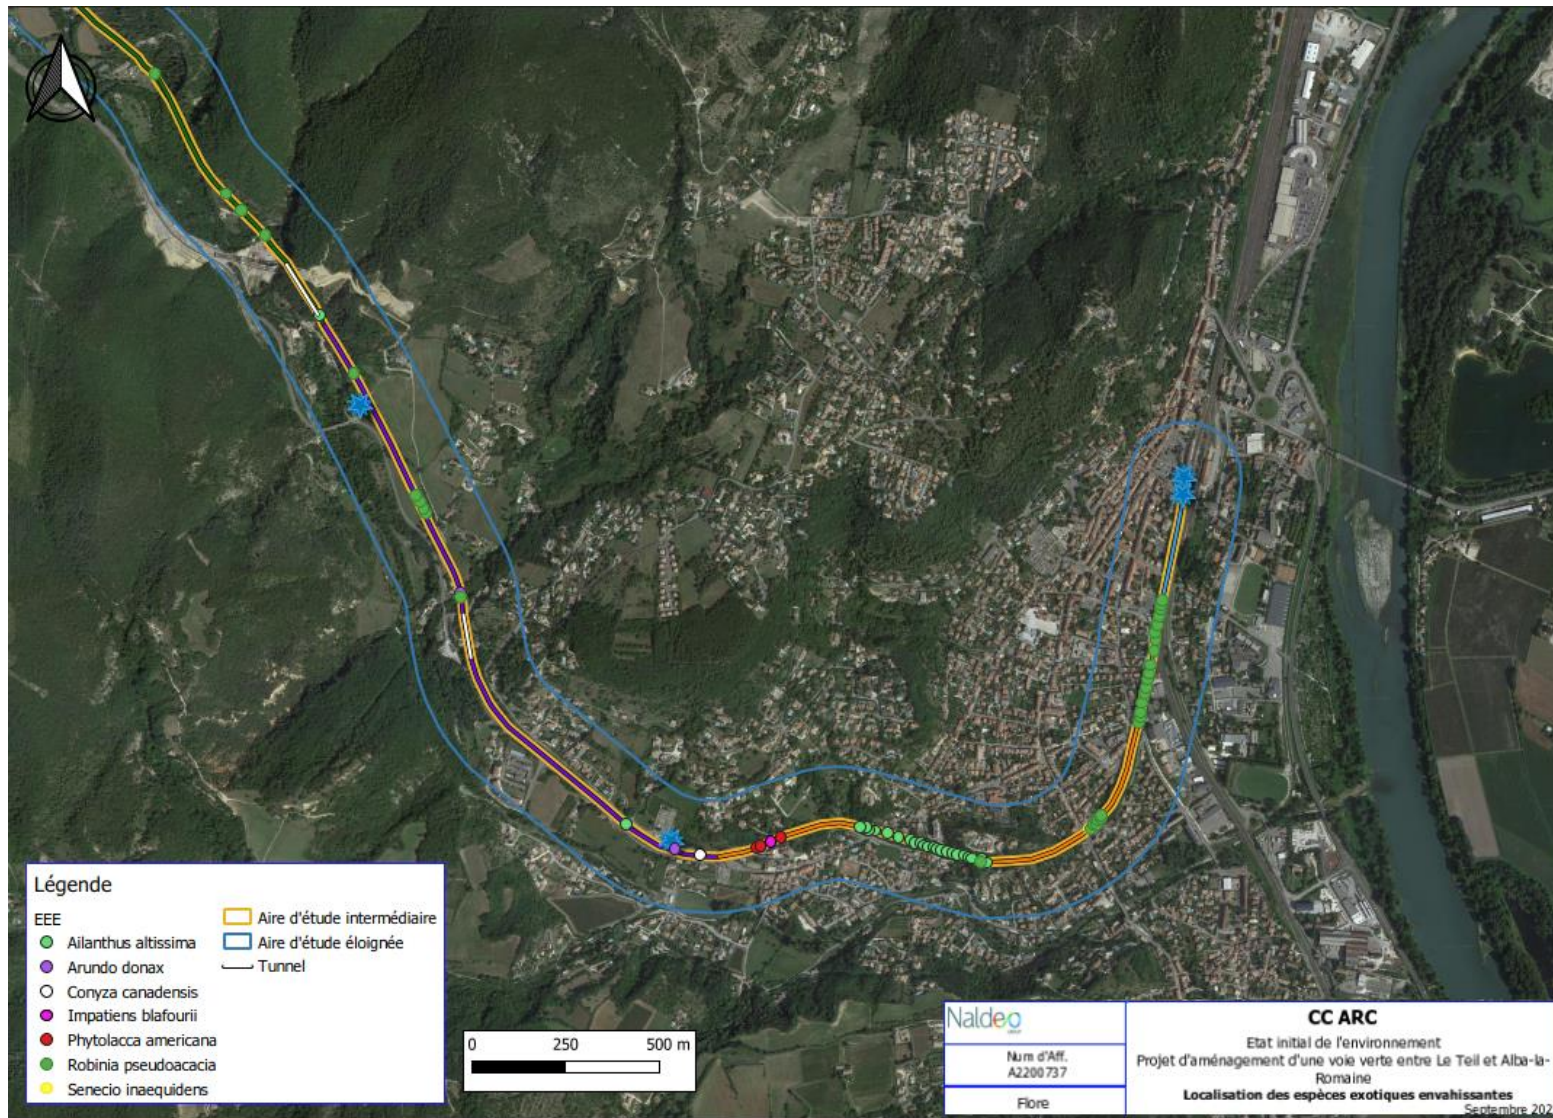 Légende
EEE
Ailanthus altissima
Arundo donax
Conyza canadensis
Impatiens blafourii
Phytolacca americana
Robinia pseudoacacia
Senecio inaequidens
Aire d'étude intermédiaire
Aire d'étude éloignée
Tunnel
0 250 500 m
Naldeo
Num d'Aff.
A2200737
Flore
CC ARC
Etat initial de l'environnement
Projet d'aménagement d'une voie verte entre Le Teil et Alba-la-
Romaine
Localisation des espèces exotiques envahissantes
Septembre 202